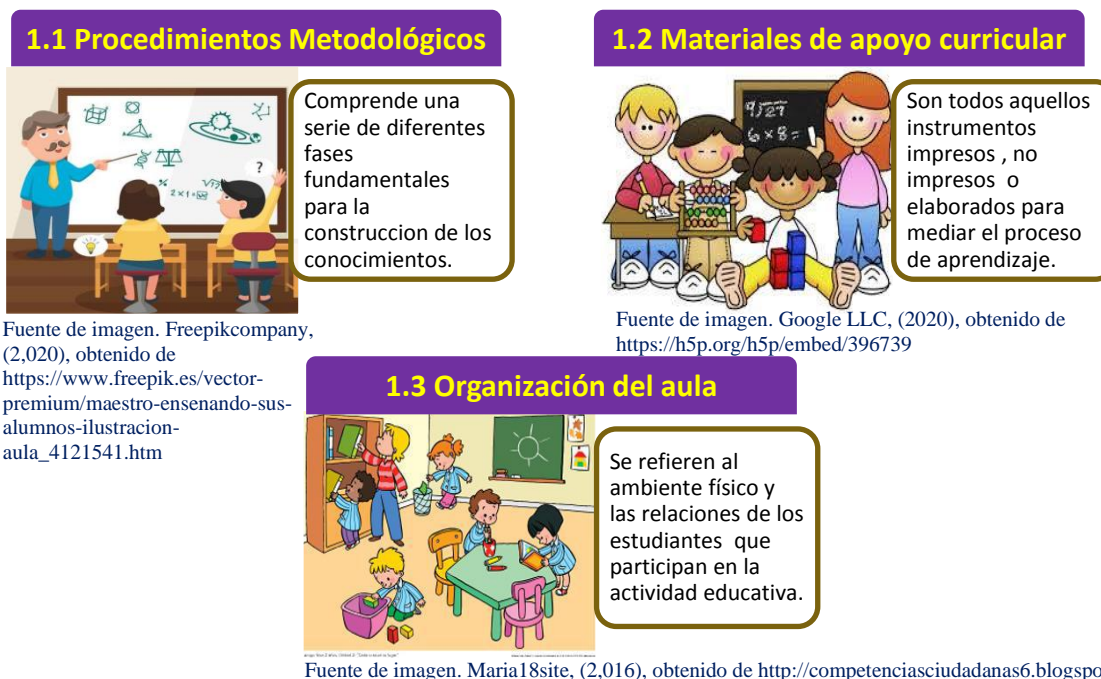 1.1 Procedimientos Metodológicos
Comprende una
serie de diferentes
fases
fundamentales
para la
construccion de los
conocimientos.
Fuente de imagen. Freepikcompany,
(2,020), obtenido de
https://www.freepik.es/vector-
premium/maestro-ensenando-sus-
alumnos-ilustracion-
aula_4121541.htm
1.2 Materiales de apoyo curricular
9√27
6 x 8 =
Son todos aquellos
instrumentos
impresos , no
impresos o
elaborados para
mediar el proceso
de aprendizaje.
Fuente de imagen. Google LLC, (2020), obtenido de
https://h5p.org/h5p/embed/396739
1.3 Organización del aula
Se refieren al
ambiente físico y
las relaciones de los
estudiantes que
participan en la
actividad educativa.
Fuente de imagen. Maria18site, (2,016), obtenido de http://competenciasciudadanas6.blogspo